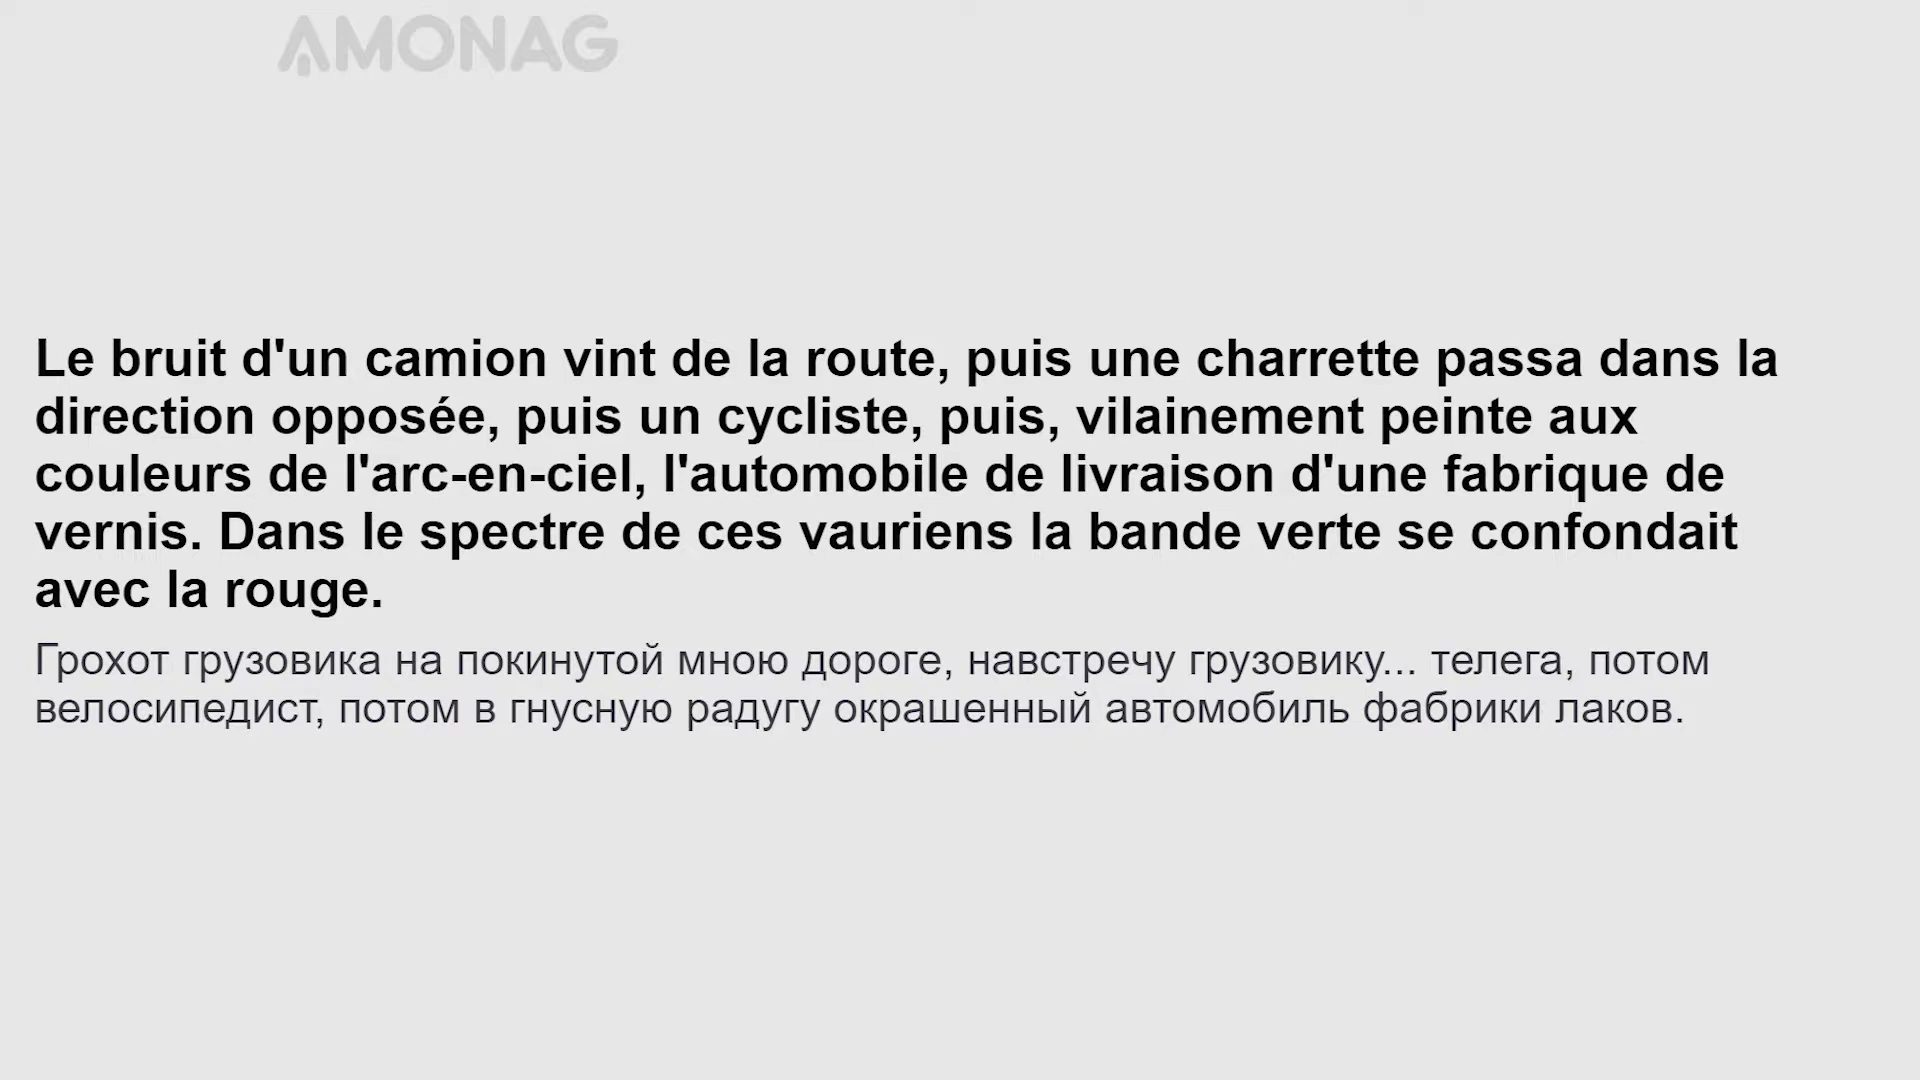 AMONAG
Le bruit d'un camion vint de la route, puis une charrette passa dans la
direction opposée, puis un cycliste, puis, vilainement peinte aux
couleurs de l'arc-en-ciel, l'automobile de livraison d'une fabrique de
vernis. Dans le spectre de ces vauriens la bande verte se confondait
avec la rouge.
Грохот грузовика на покинутой мною дороге, навстречу грузовику... телега, потом
велосипедист, потом в гнусную радугу окрашенный автомобиль фабрики лаков.